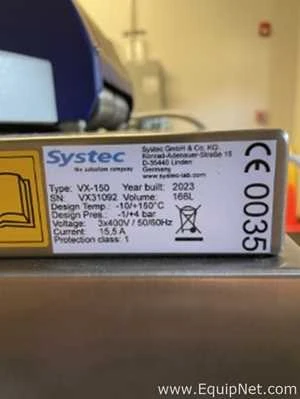 Systec
the autoclave company
Systec GmbH & Co. KG.
Konrad-Adenauer-Straße 15
D-35440 Linden
Germany
www.systec-lab.com
Type: VX-150 Year built: 2023
SN: VX31092 Volume: 166L
Design Temp.: -10/+150°C
Design Press.: -1/+4 bar
Voltage: 3x400V / 50/60Hz
Current: 15,5 A
Protection class: 1
CE 0035
www.EquipNet.com